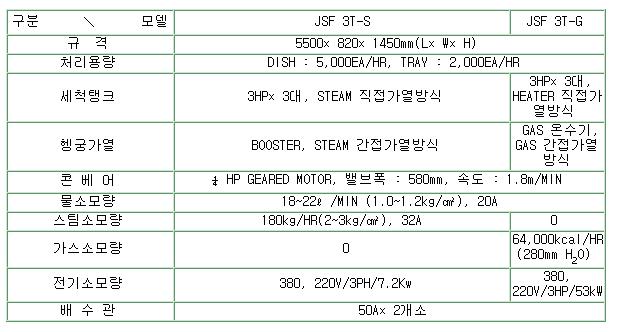 구분 \ 모델 JSF 3T-S JSF 3T-G
규 격 5500x 820x 1450mm(Lx Wx H)
처리용량 DISH : 5,000EA/HR, TRAY : 2,000EA/HR
세척탱크 3HPx 3대, STEAM 직접가열방식 3HPx 3대,
HEATER 직접가
열방식
헹굼가열 BOOSTER, STEAM 간접가열방식 GAS 온수기,
GAS 간접가열
방식
콘 베 어 HP GEARED MOTOR, 밸브폭 : 580mm, 속도 : 1.8m/MIN
물소모량 18~22ℓ /MIN (1.0~1.2kg/㎠), 20A
스팀소모량 180kg/HR(2~3kg/㎠), 32A 0
가스소모량 0 64,000kcal/HR
(280mm H2O)
전기소모량 380, 220V/3PH/7.2Kw 380,
220V/3HP/53kW
배 수 관 50Ax 2개소